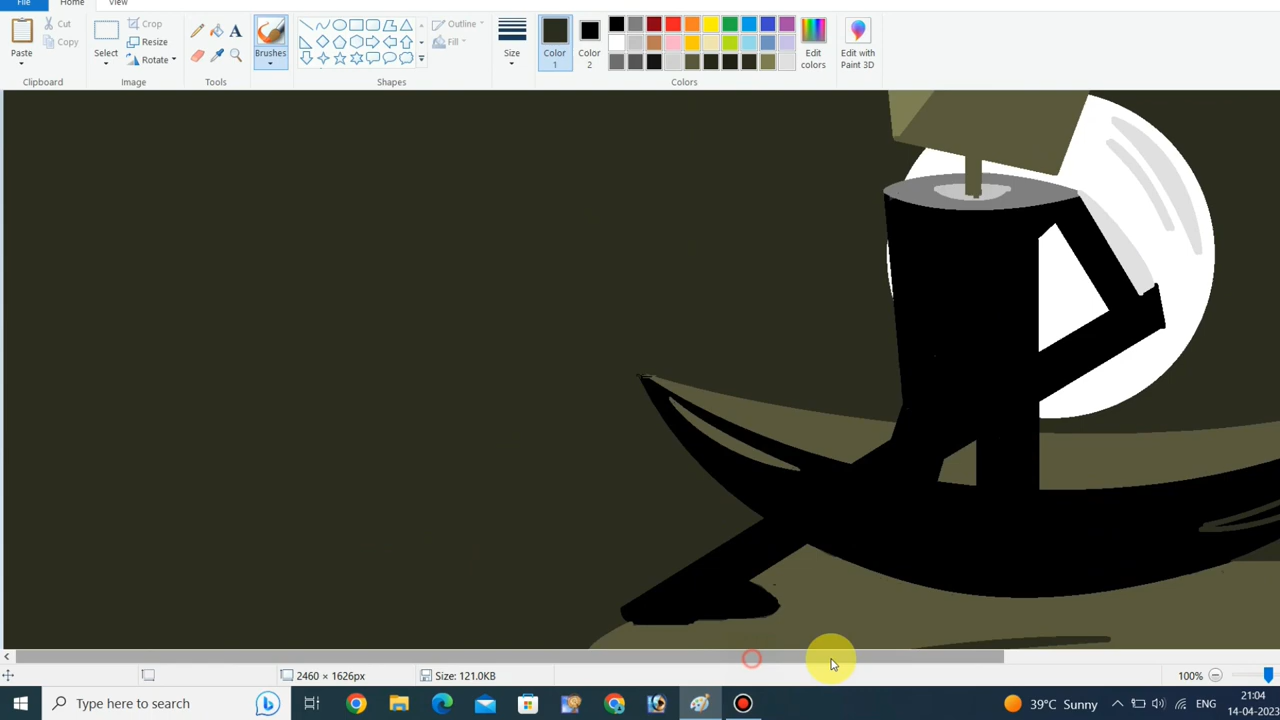 File Home View
Paste
Cut
Copy
Clipboard
Select
Crop
Resize
Rotate
Image
A
Tools
Brushes
Shapes
Outline
Fill
Size
Color
1
Color
2
Edit
colors
Colors
Edit with
Paint 3D
2460 × 1626px
Size: 121.0KB
100%
Type here to search
39°C Sunny
ENG
21:04
14-04-2023